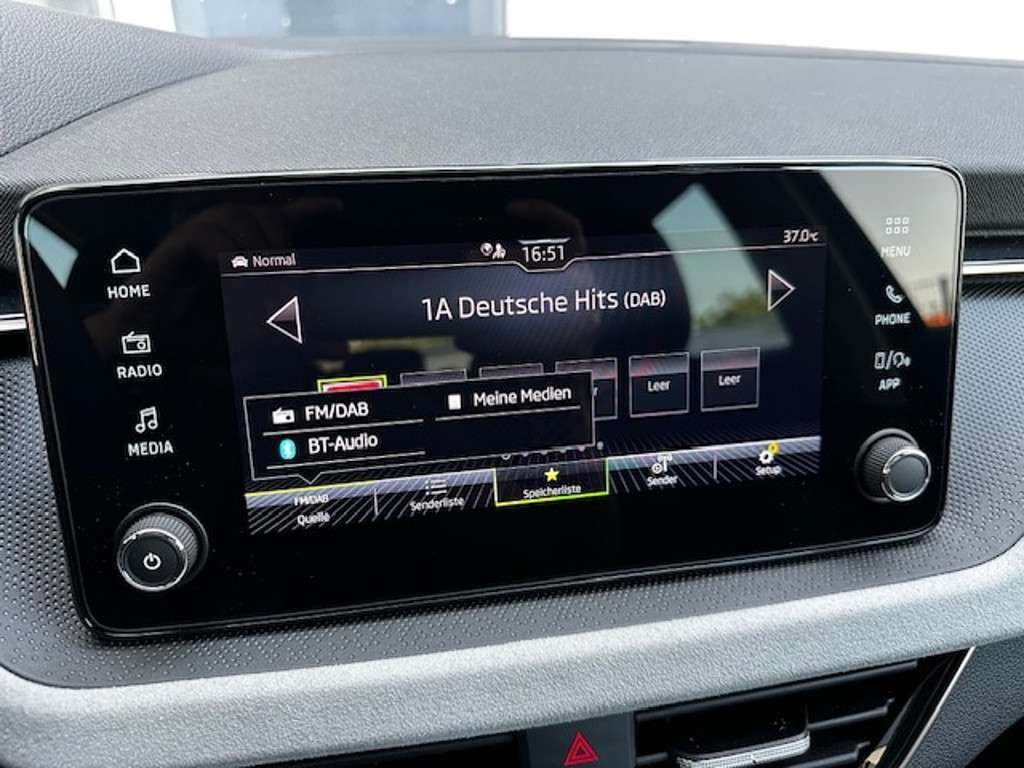 Normal
16:51
37.0°C
1A Deutsche Hits (DAB)
HOME
RADIO
MEDIA
MENU
PHONE
APP
Leer
Leer
FM/DAB
Meine Medien
BT-Audio
FM/DAB
Quelle
Senderliste
Speicherliste
Sender
Setup